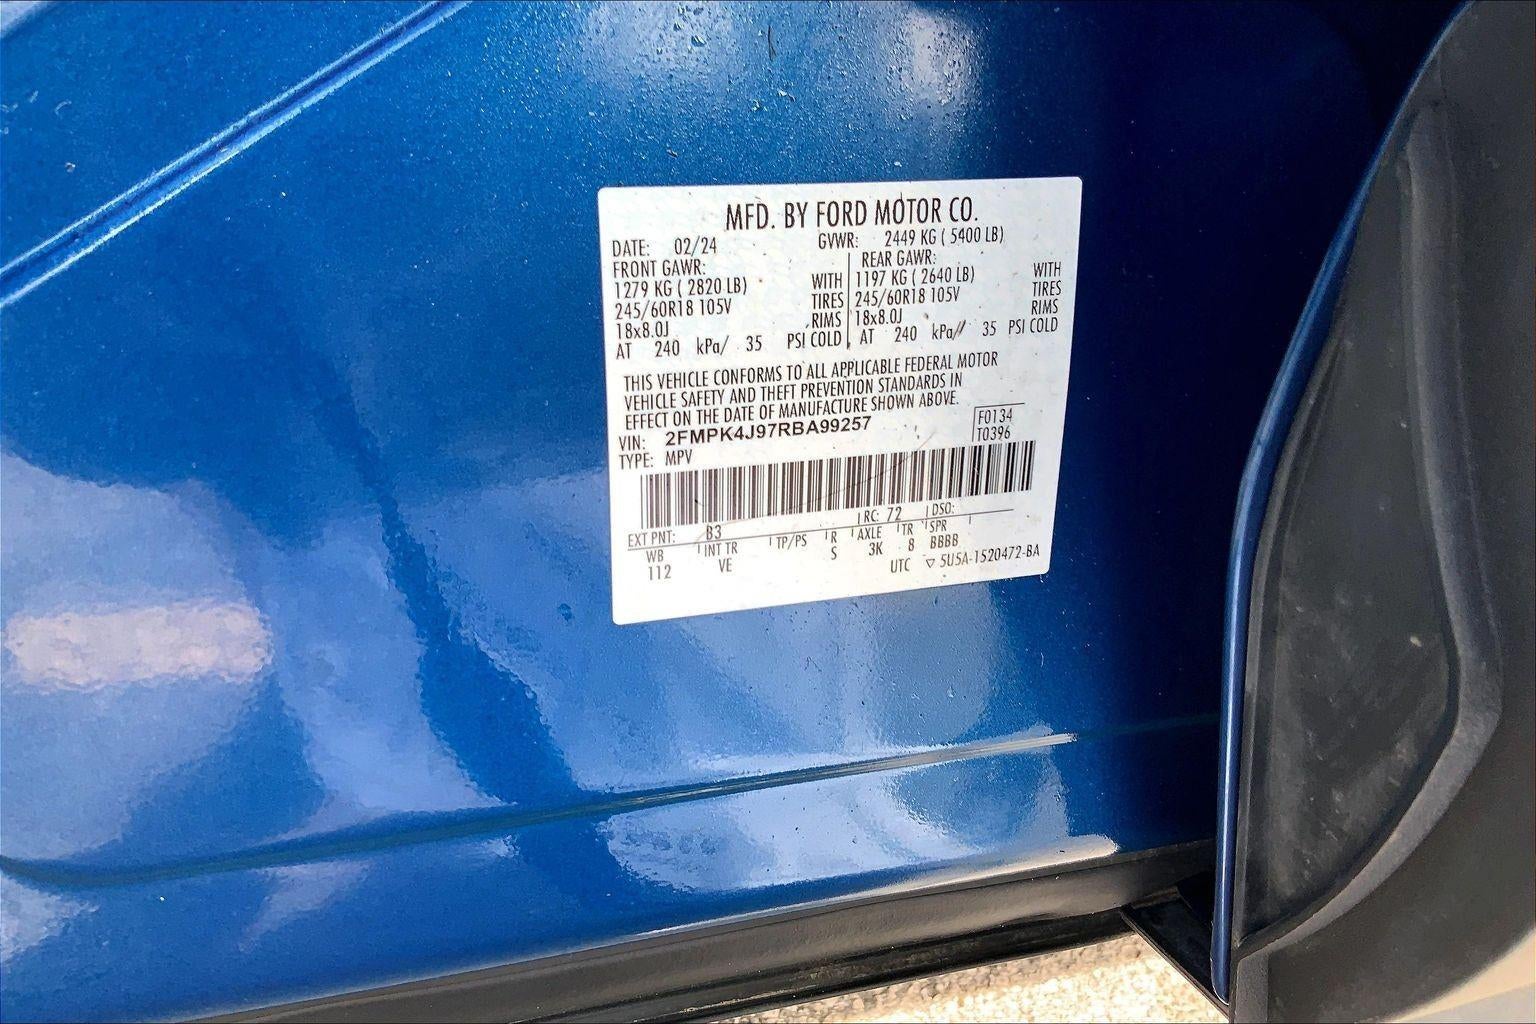 MFD. BY FORD MOTOR CO.
DATE: 02/24 GVWR: 2449 KG ( 5400 LB)
FRONT GAWR: REAR GAWR:
1279 KG ( 2820 LB) WITH 1197 KG ( 2640 LB) WITH
245/60R18 105V TIRES 245/60R18 105V TIRES
18x8.0J RIMS 18x8.0J RIMS
AT 240 kPa/ 35 PSI COLD AT 240 kPa/ 35 PSI COLD
THIS VEHICLE CONFORMS TO ALL APPLICABLE FEDERAL MOTOR
VEHICLE SAFETY AND THEFT PREVENTION STANDARDS IN
EFFECT ON THE DATE OF MANUFACTURE SHOWN ABOVE.
VIN: 2FMPK4J97RBA99257 F0134
TYPE: MPV T0396
EXT PNT: B3 RC: 72 DSO:
WB INT TR TP/PS R AXLE TR SPR
112 VE S 3K 8 BBBB
UTC ▽ 5U5A-1520472-BA